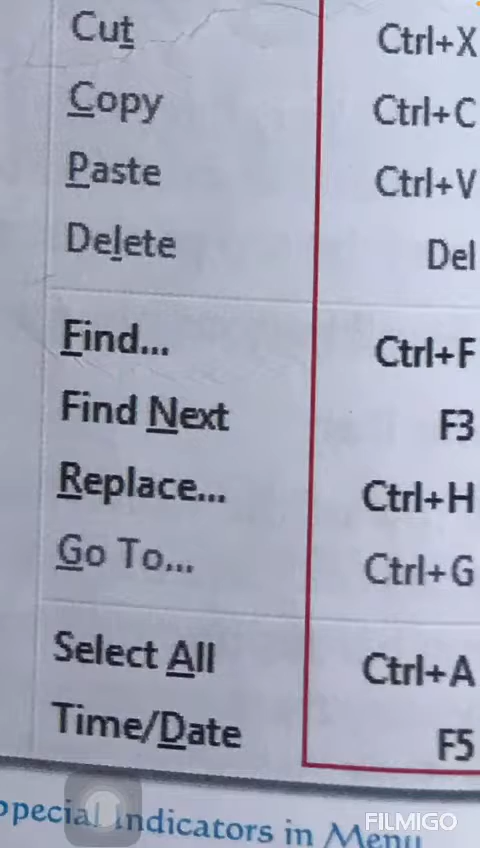 Cut Ctrl+X
Copy Ctrl+C
Paste Ctrl+V
Delete Del
Find... Ctrl+F
Find Next F3
Replace... Ctrl+H
Go To... Ctrl+G
Select All Ctrl+A
Time/Date F5
Special Indicators in Menu
FILMIGO